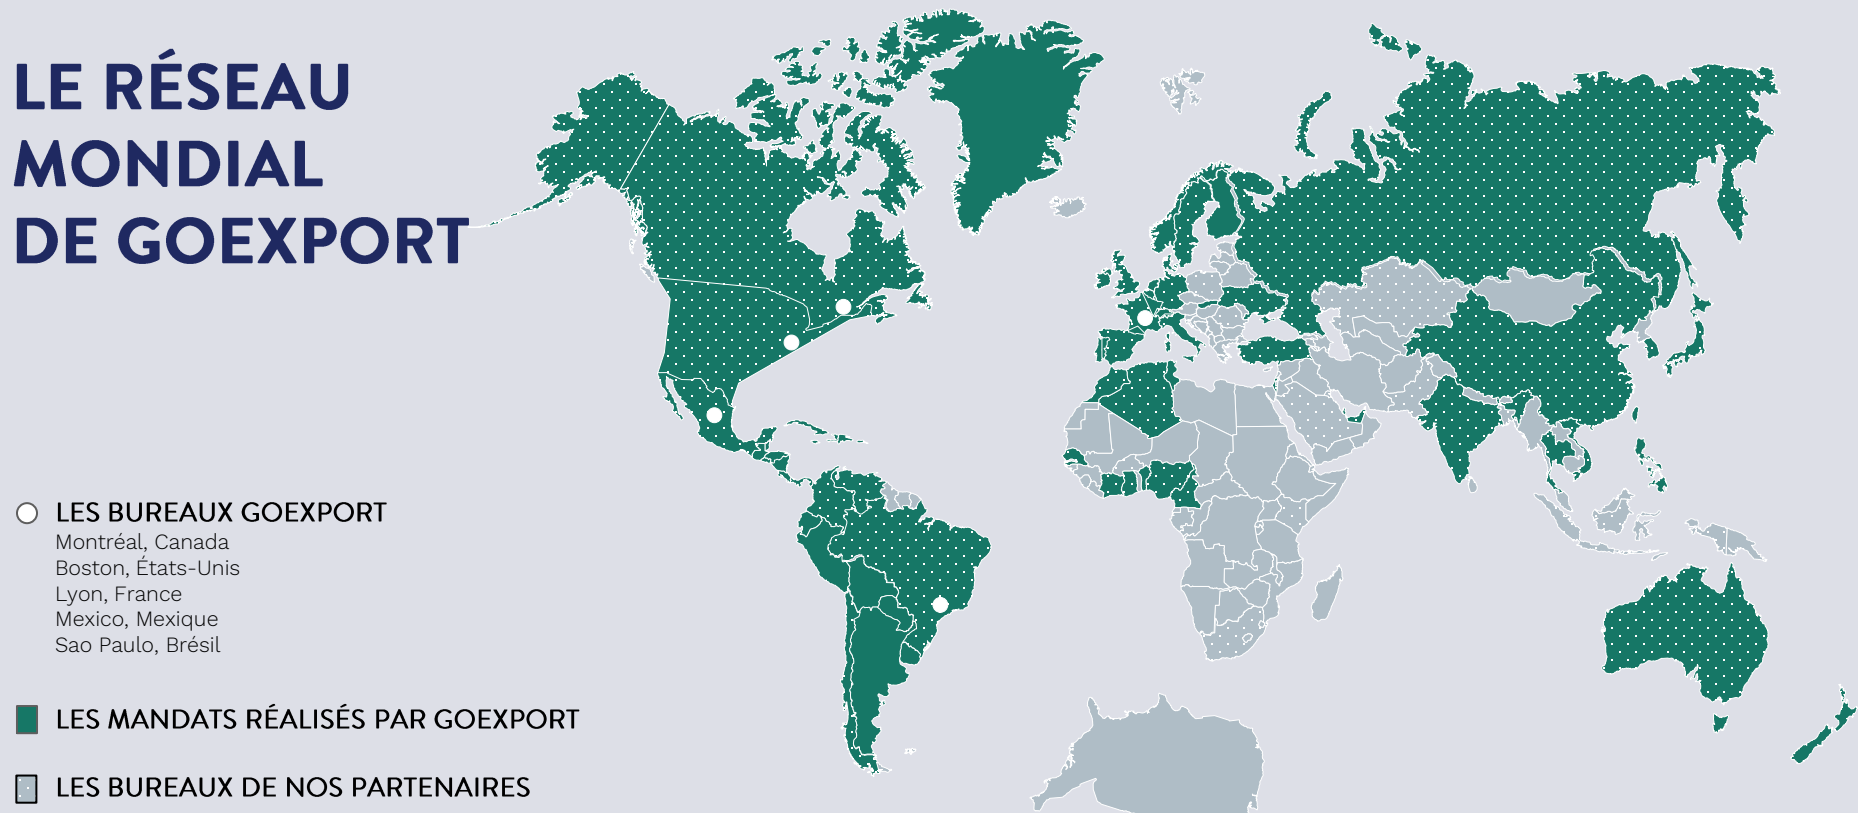 LE RÉSEAU
MONDIAL
DE GOEXPORT
LES BUREAUX GOEXPORT
Montréal, Canada
Boston, États-Unis
Lyon, France
Mexico, Mexique
Sao Paulo, Brésil
LES MANDATS RÉALISÉS PAR GOEXPORT
LES BUREAUX DE NOS PARTENAIRES